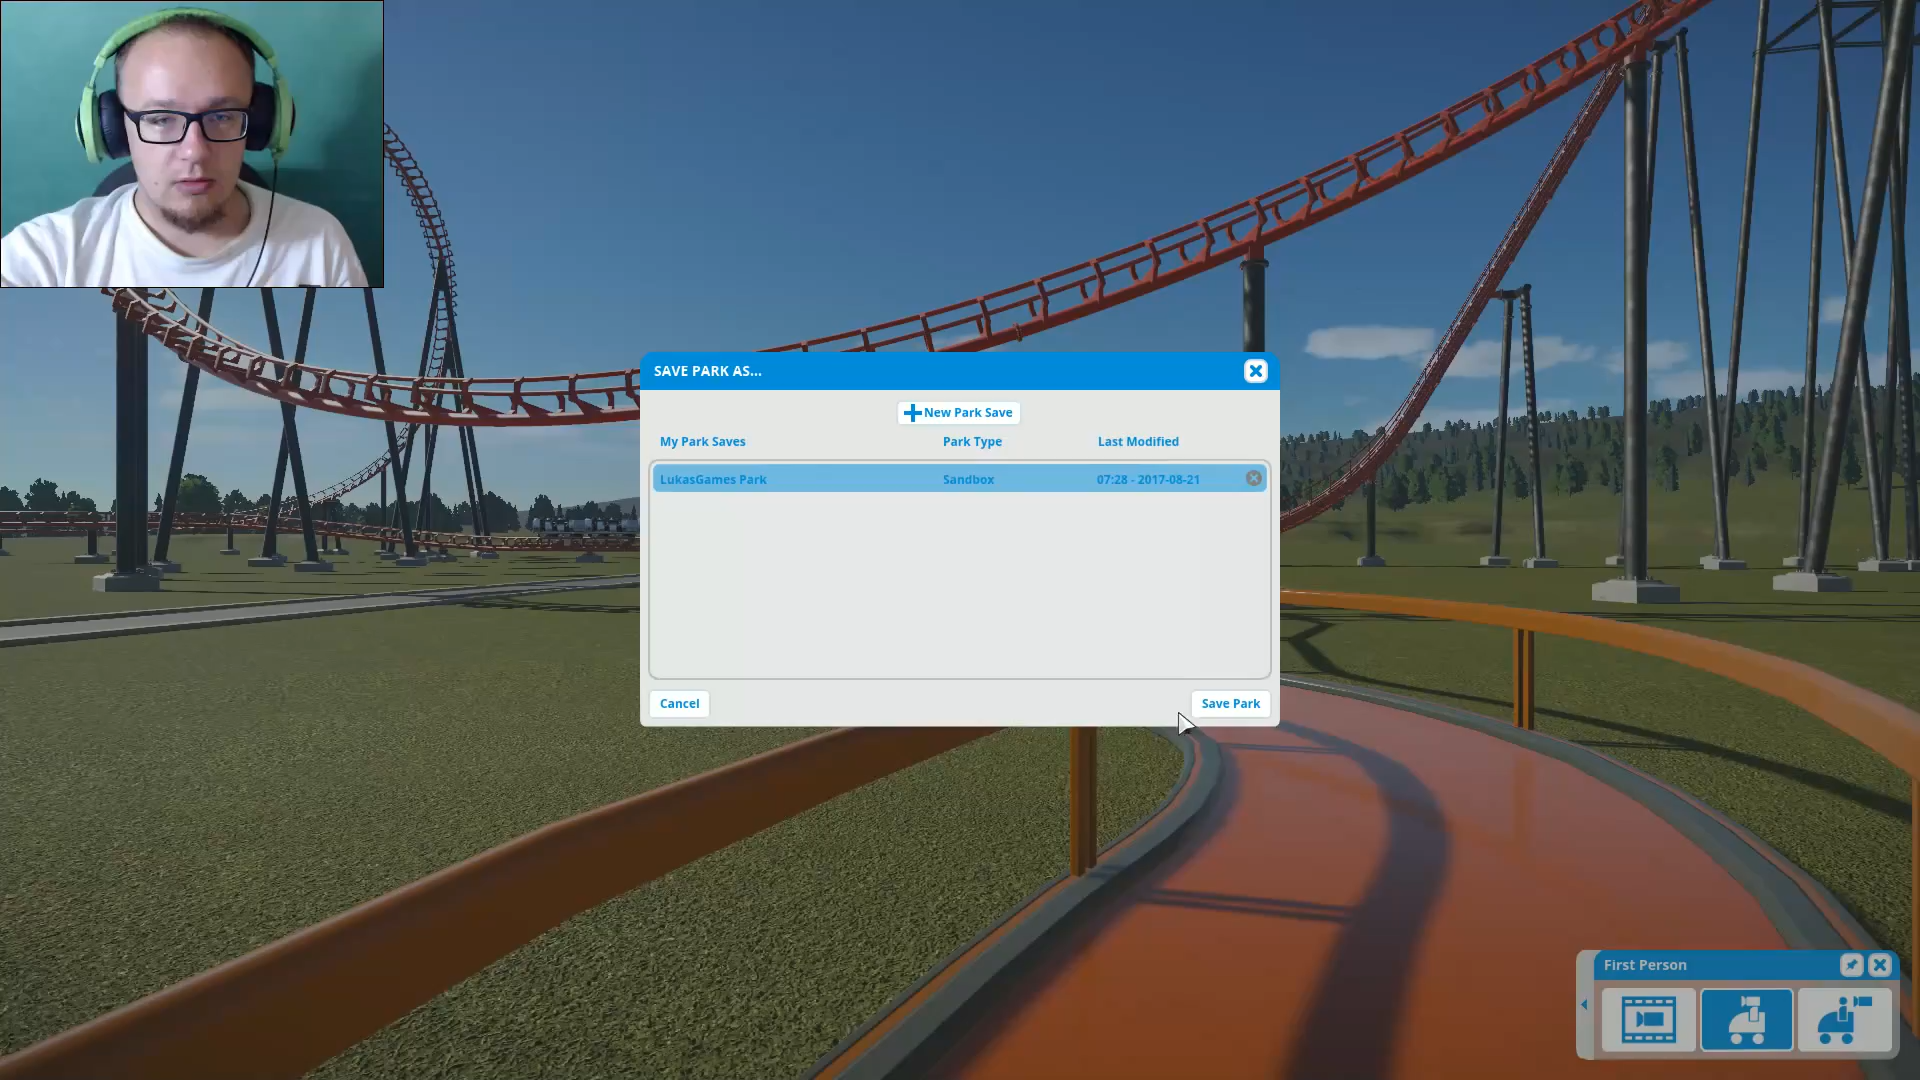 SAVE PARK AS...
New Park Save
My Park Saves Park Type Last Modified
LukasGames Park Sandbox 07:28 - 2017-08-21
Cancel Save Park
First Person